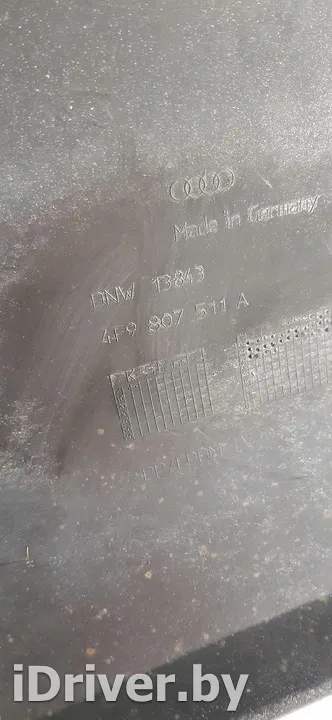 Made in Germany
DNW 13843
4F9 807 511 A
iDriver.by